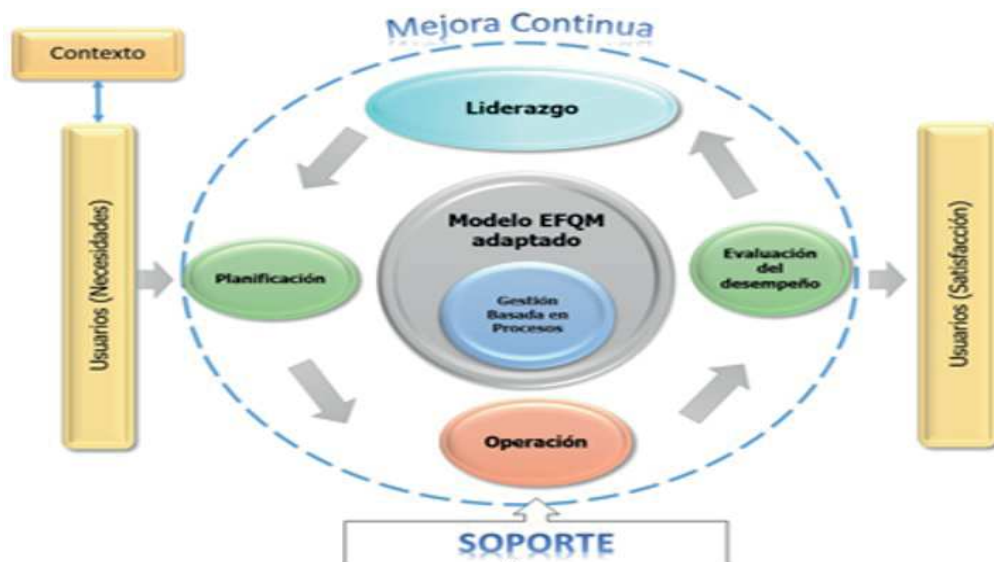 Mejora Continua
Contexto
Liderazgo
Usuarios (Necesidades)
Modelo EFQM
adaptado
Planificación
Gestión
Basada en
Procesos
Evaluación
del
desempeño
Usuarios (Satisfacción)
Operación
SOPORTE